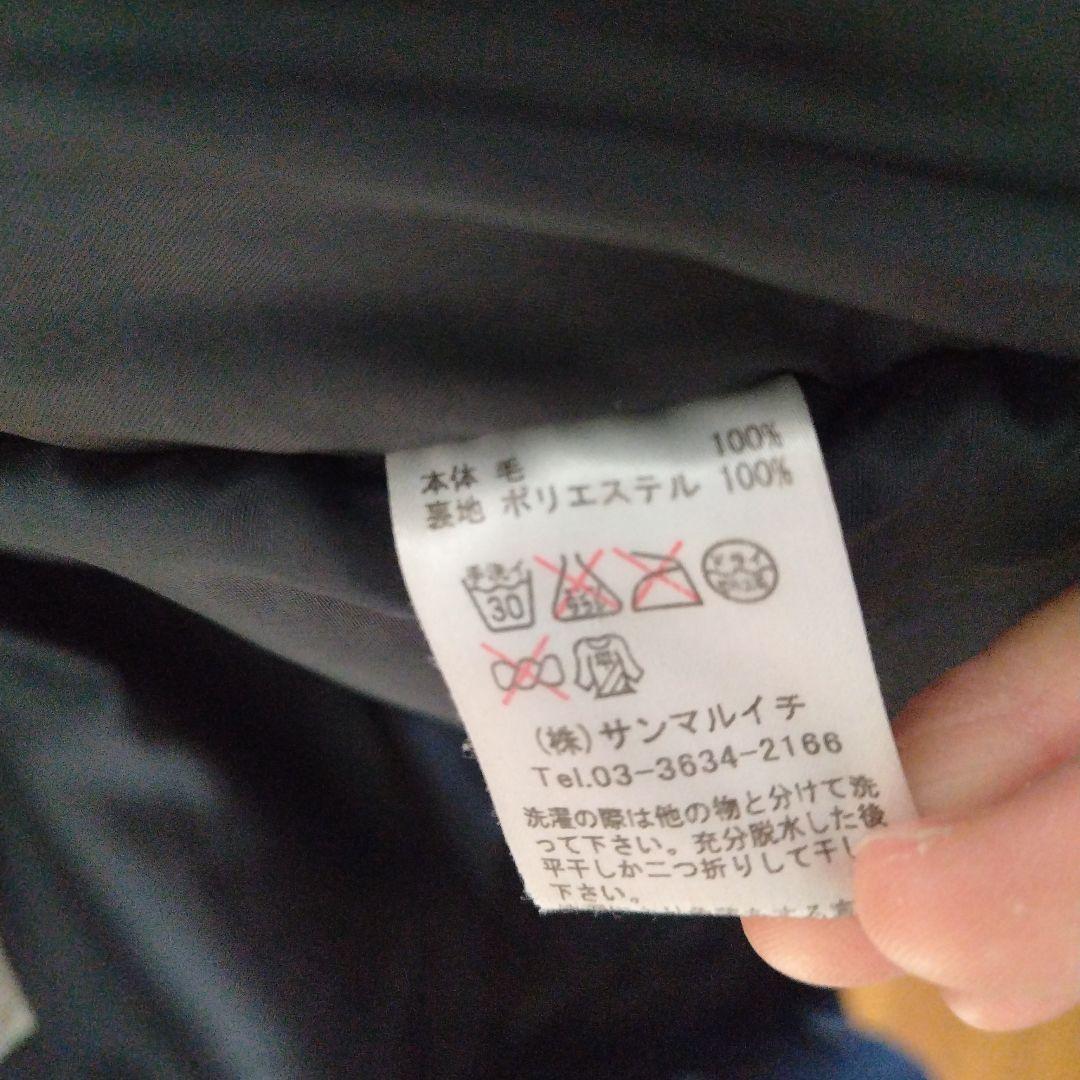 本体 毛 100%
裏地 ポリエステル 100%
手洗イ
30
ドライ
(株)サンマルイチ
Tel.03-3634-2166
洗濯の際は他の物と分けて洗
って下さい。充分脱水した後
平干しか二つ折りして干し
下さい。